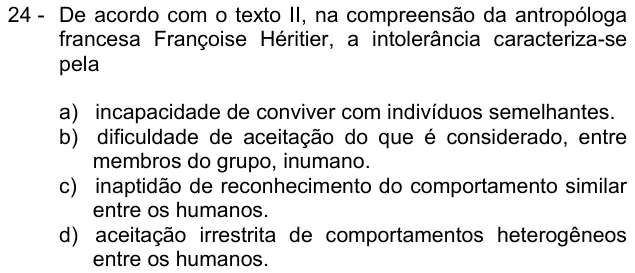 24 - De acordo com o texto II, na compreensão da antropóloga
francesa Françoise Héritier, a intolerância caracteriza-se
pela
a) incapacidade de conviver com indivíduos semelhantes.
b) dificuldade de aceitação do que é considerado, entre
membros do grupo, inumano.
c) inaptidão de reconhecimento do comportamento similar
entre os humanos.
d) aceitação irrestrita de comportamentos heterogêneos
entre os humanos.